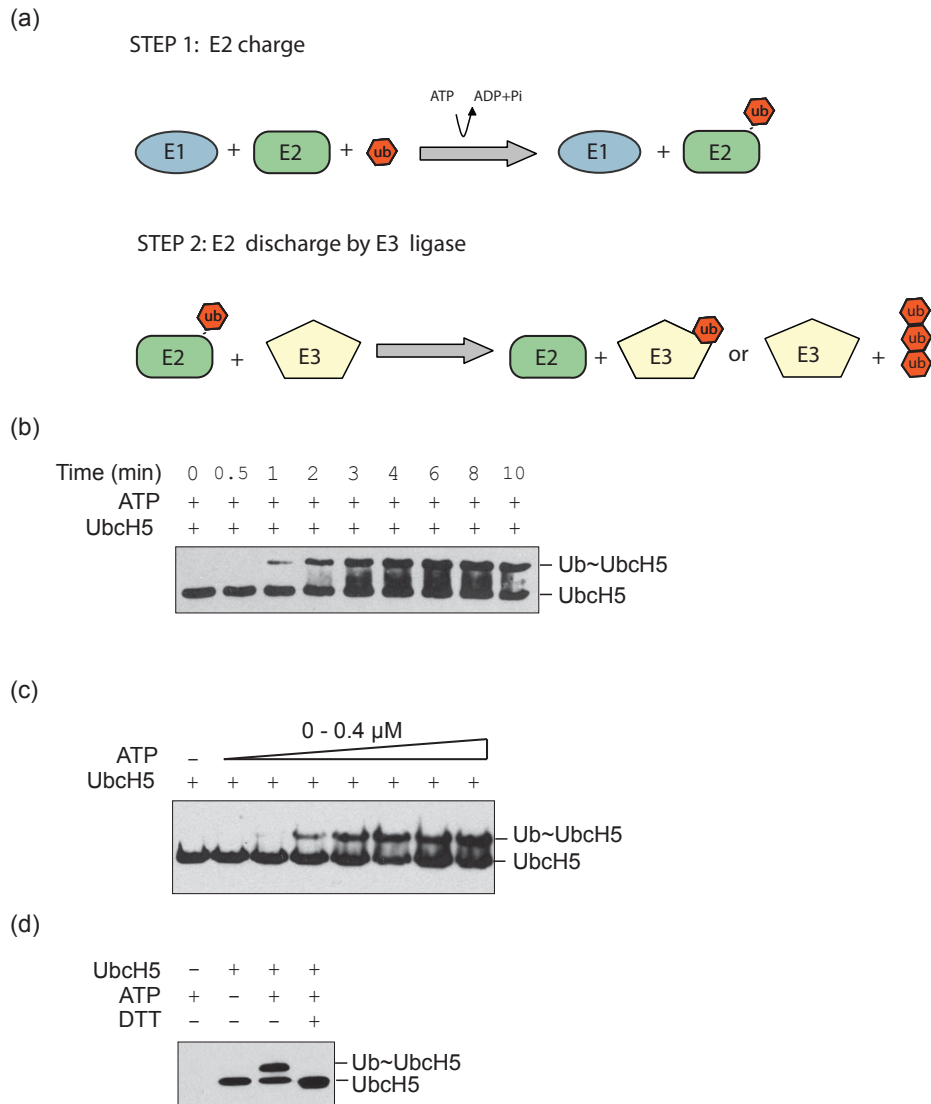 (a)
STEP 1: E2 charge
ATP ADP+Pi
ub
E1 + E2 + ub E1 + E2
STEP 2: E2 discharge by E3 ligase
ub ub ub
E2 + E3 E2 + E3 or E3 + ub
ub
(b)
Time (min) 0 0.5 1 2 3 4 6 8 10
ATP + + + + + + + + +
UbcH5 + + + + + + + + +
Ub~UbcH5
UbcH5
(c)
0 - 0.4 µM
ATP –
UbcH5 + + + + + + + +
Ub~UbcH5
UbcH5
(d)
UbcH5 – + + +
ATP + – + +
DTT – – – +
Ub~UbcH5
UbcH5